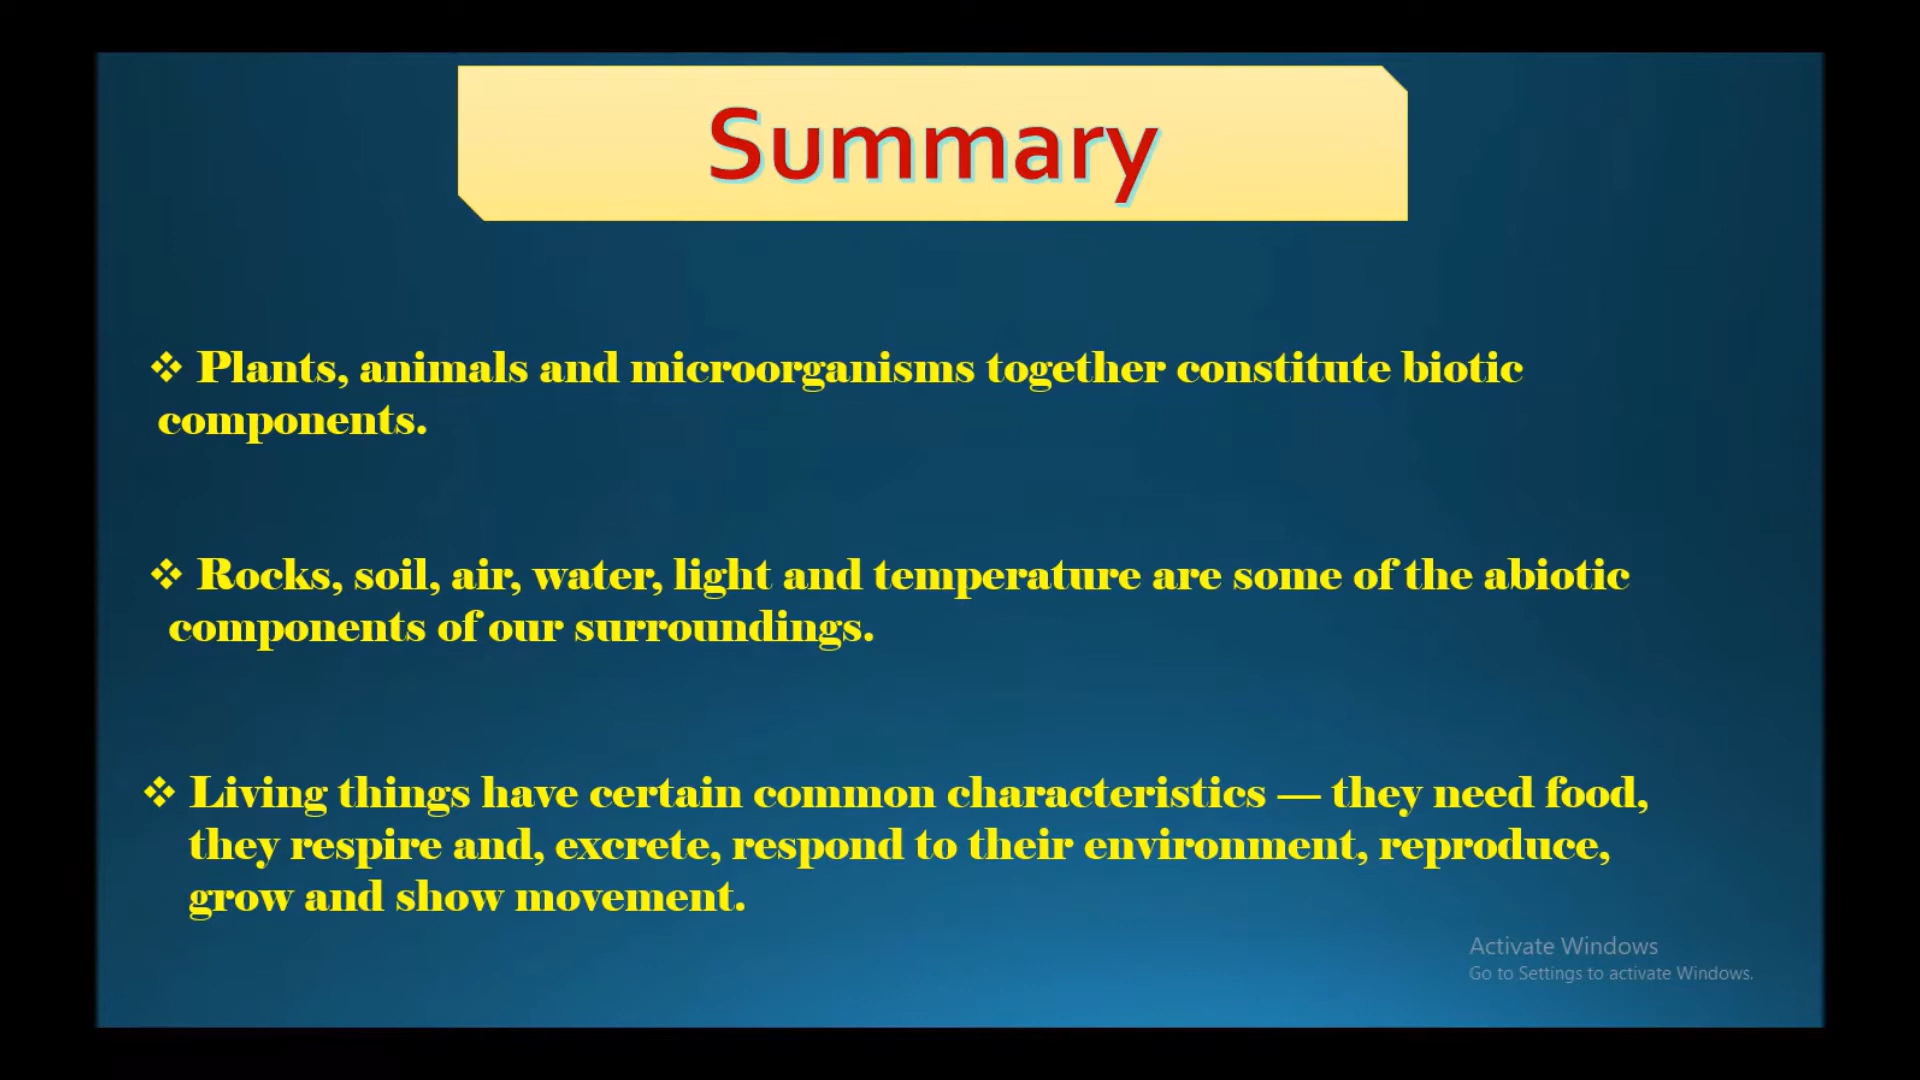 Summary
❖ Plants, animals and microorganisms together constitute biotic
components.
❖ Rocks, soil, air, water, light and temperature are some of the abiotic
components of our surroundings.
❖ Living things have certain common characteristics — they need food,
they respire and, excrete, respond to their environment, reproduce,
grow and show movement.
Activate Windows
Go to Settings to activate Windows.